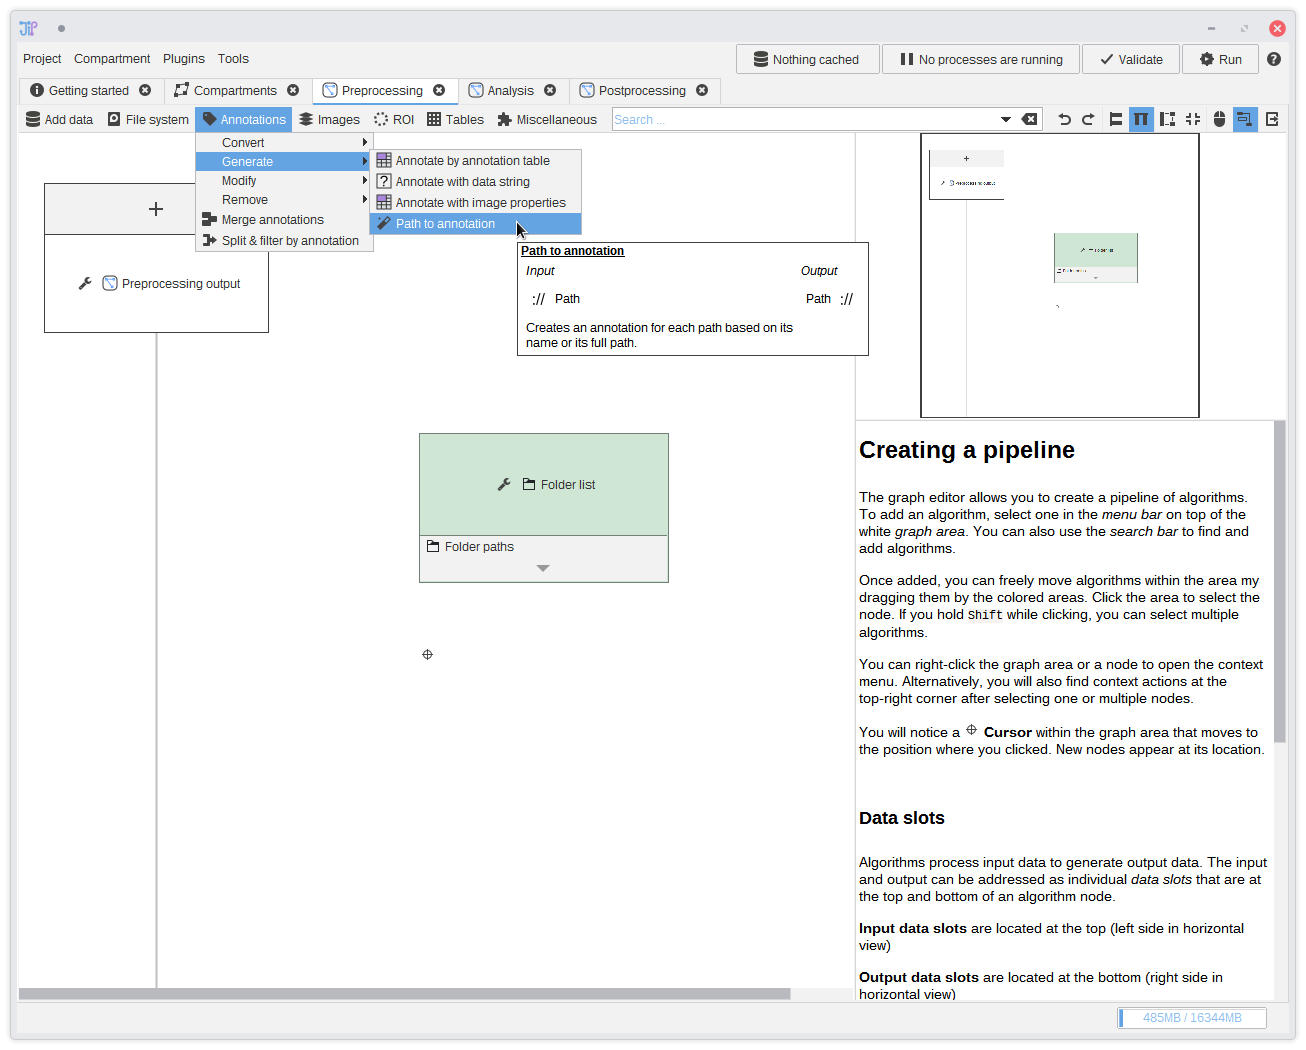 JIP
Project Compartment Plugins Tools Nothing cached No processes are running Validate Run
Getting started Compartments Preprocessing Analysis Postprocessing
Add data File system Annotations Images ROI Tables Miscellaneous Search ...
Convert
Generate
Modify
Remove
Merge annotations
Split & filter by annotation
Annotate by annotation table
Annotate with data string
Annotate with image properties
Path to annotation
Path to annotation
Input Output
:// Path Path ://
Creates an annotation for each path based on its
name or its full path.
+
Preprocessing output
Folder list
Folder paths
+
Preprocessing output
Folder list
Folder paths
Creating a pipeline
The graph editor allows you to create a pipeline of algorithms.
To add an algorithm, select one in the menu bar on top of the
white graph area. You can also use the search bar to find and
add algorithms.
Once added, you can freely move algorithms within the area my
dragging them by the colored areas. Click the area to select the
node. If you hold Shift while clicking, you can select multiple
algorithms.
You can right-click the graph area or a node to open the context
menu. Alternatively, you will also find context actions at the
top-right corner after selecting one or multiple nodes.
You will notice a Cursor within the graph area that moves to
the position where you clicked. New nodes appear at its location.
Data slots
Algorithms process input data to generate output data. The input
and output can be addressed as individual data slots that are at
the top and bottom of an algorithm node.
Input data slots are located at the top (left side in horizontal
view)
Output data slots are located at the bottom (right side in
horizontal view)
485MB / 16344MB